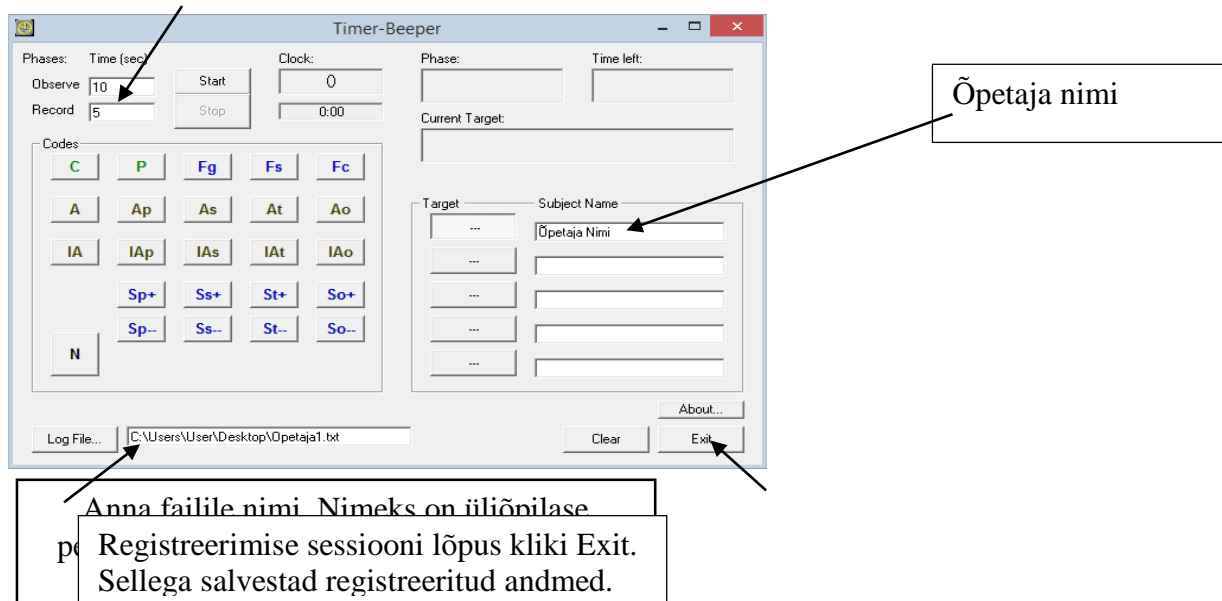 Timer-Beeper
Phases: Time (sec) Clock: Phase: Time left:
Observe 10 Start 0
Record 5 Stop 0:00
Current Target:
Codes
C P Fg Fs Fc
A Ap As At Ao
IA IAp IAs IAt IAo
Sp+ Ss+ St+ So+
Sp-- Ss-- St-- So--
N
Target Subject Name
--- Õpetaja Nimi
---
---
---
---
About...
Log File... C:\Users\User\Desktop\Opetaja1.txt Clear Exit
Õpetaja nimi
Anna failile nimi. Nimeks on üliõpilase
Registreerimise sessiooni lõpus kliki Exit.
Sellega salvestad registreeritud andmed.